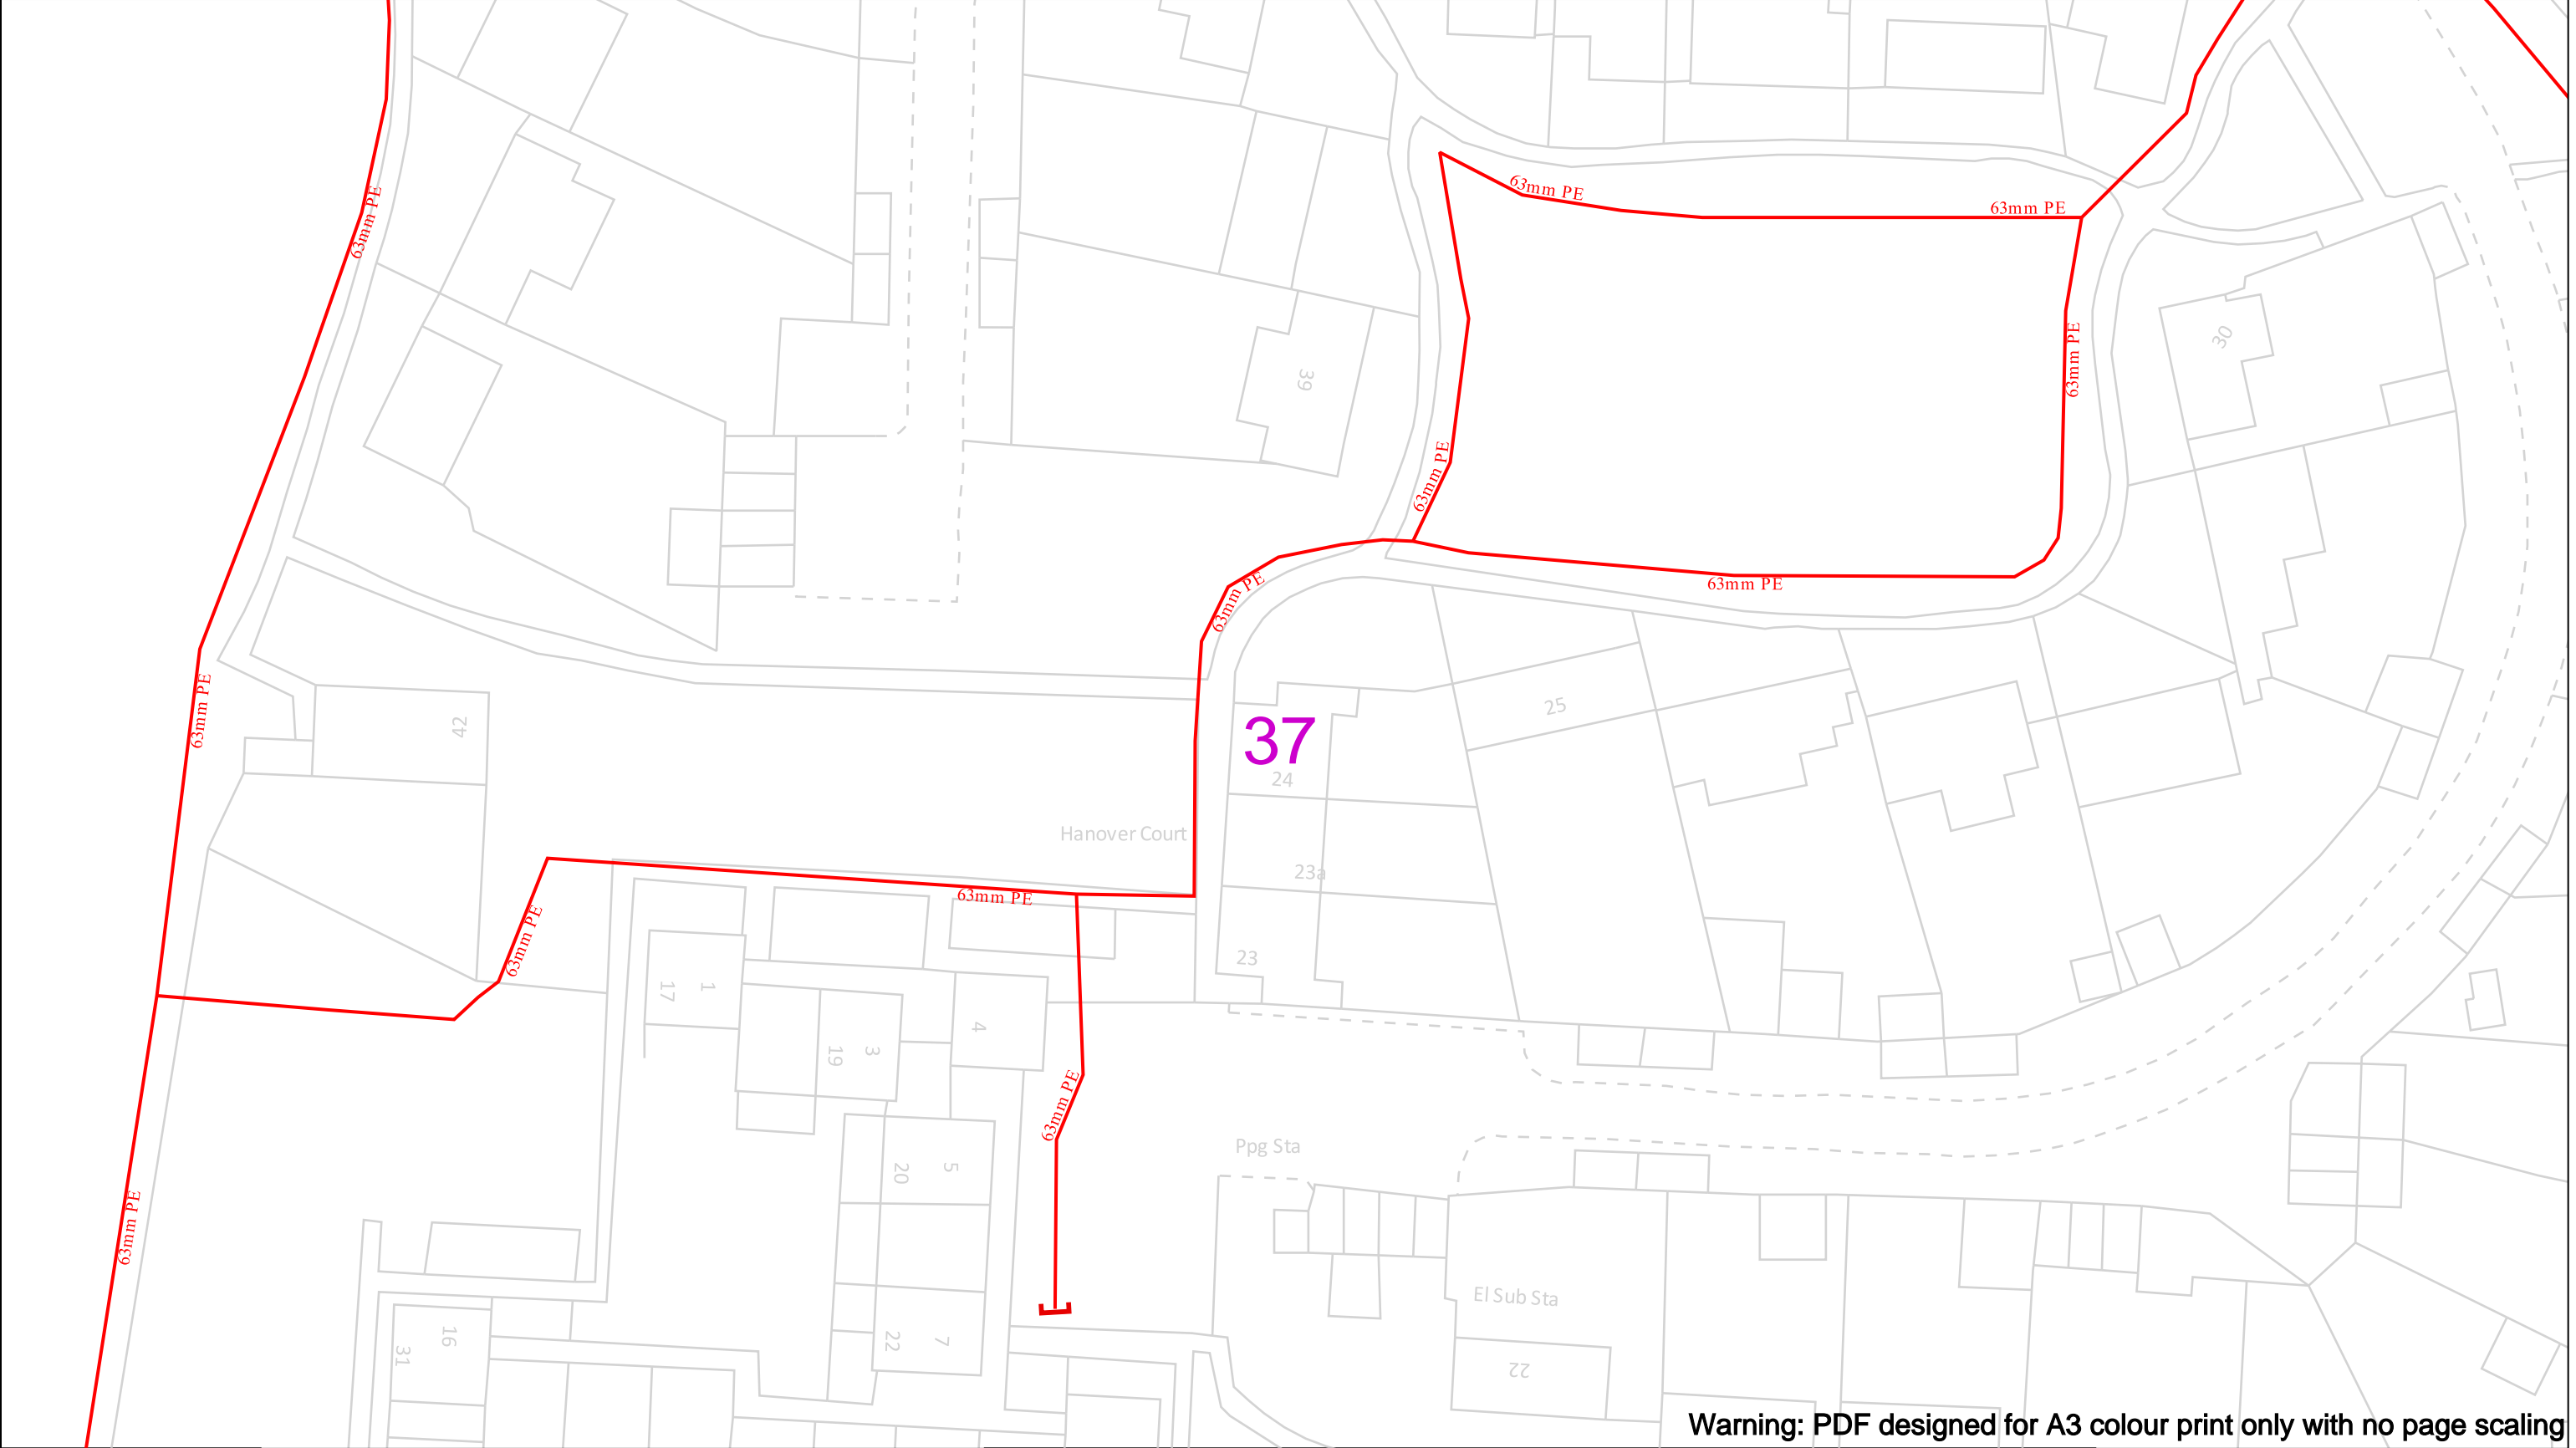 63mm PE
63mm PE
63mm PE
30
63mm PE
39
63mm PE
63mm PE
63mm PE
63mm PE
25
42
37
24
Hanover Court
23a
63mm PE
63mm PE
23
17
1
4
19
3
63mm PE
Ppg Sta
20
5
63mm PE
El Sub Sta
16
31
22
7
22
Warning: PDF designed for A3 colour print only with no page scaling